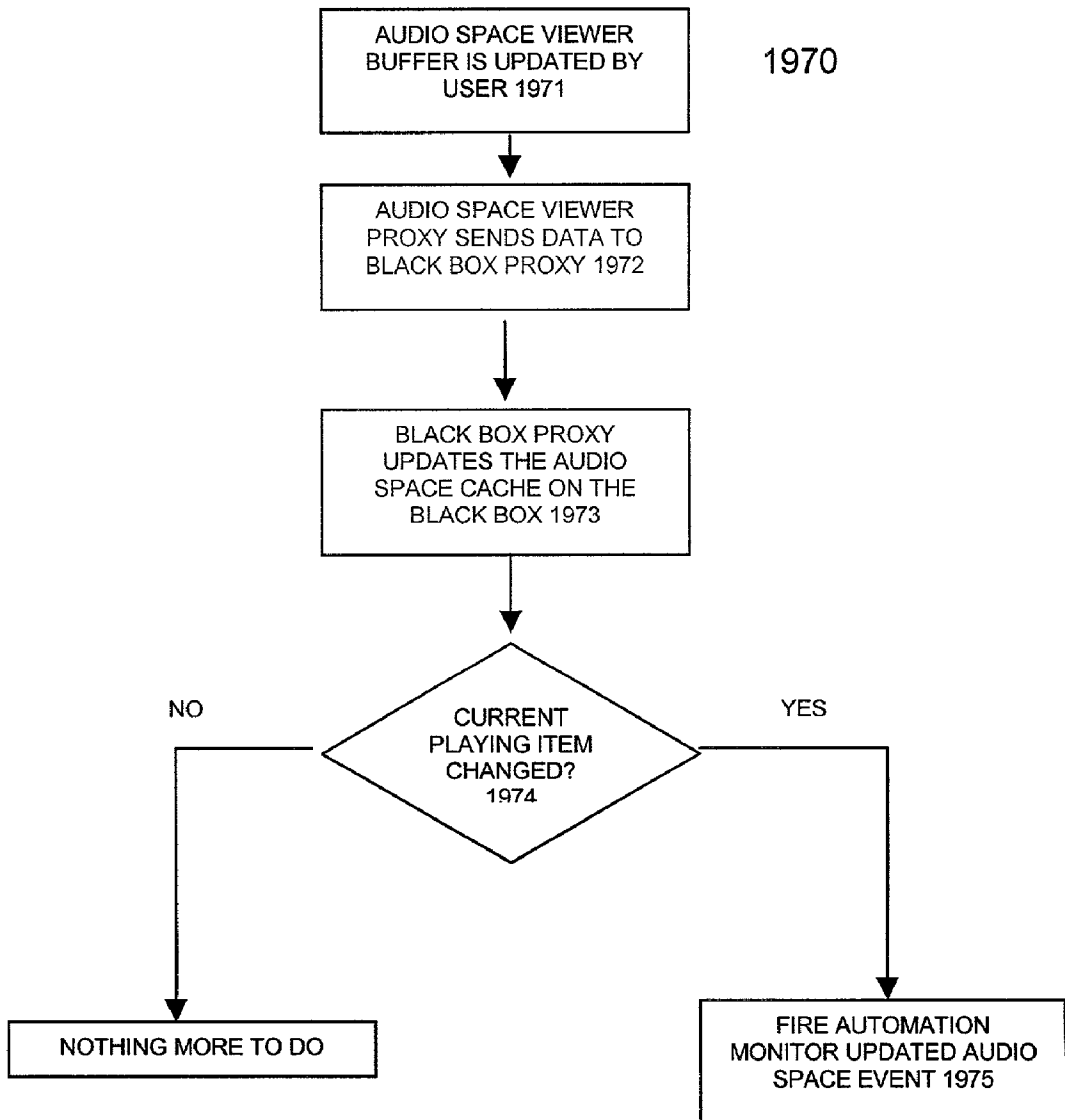 AUDIO SPACE VIEWER
BUFFER IS UPDATED BY
USER 1971
1970
AUDIO SPACE VIEWER
PROXY SENDS DATA TO
BLACK BOX PROXY 1972
BLACK BOX PROXY
UPDATES THE AUDIO
SPACE CACHE ON THE
BLACK BOX 1973
NO
YES
CURRENT
PLAYING ITEM
CHANGED?
1974
NOTHING MORE TO DO
FIRE AUTOMATION
MONITOR UPDATED AUDIO
SPACE EVENT 1975